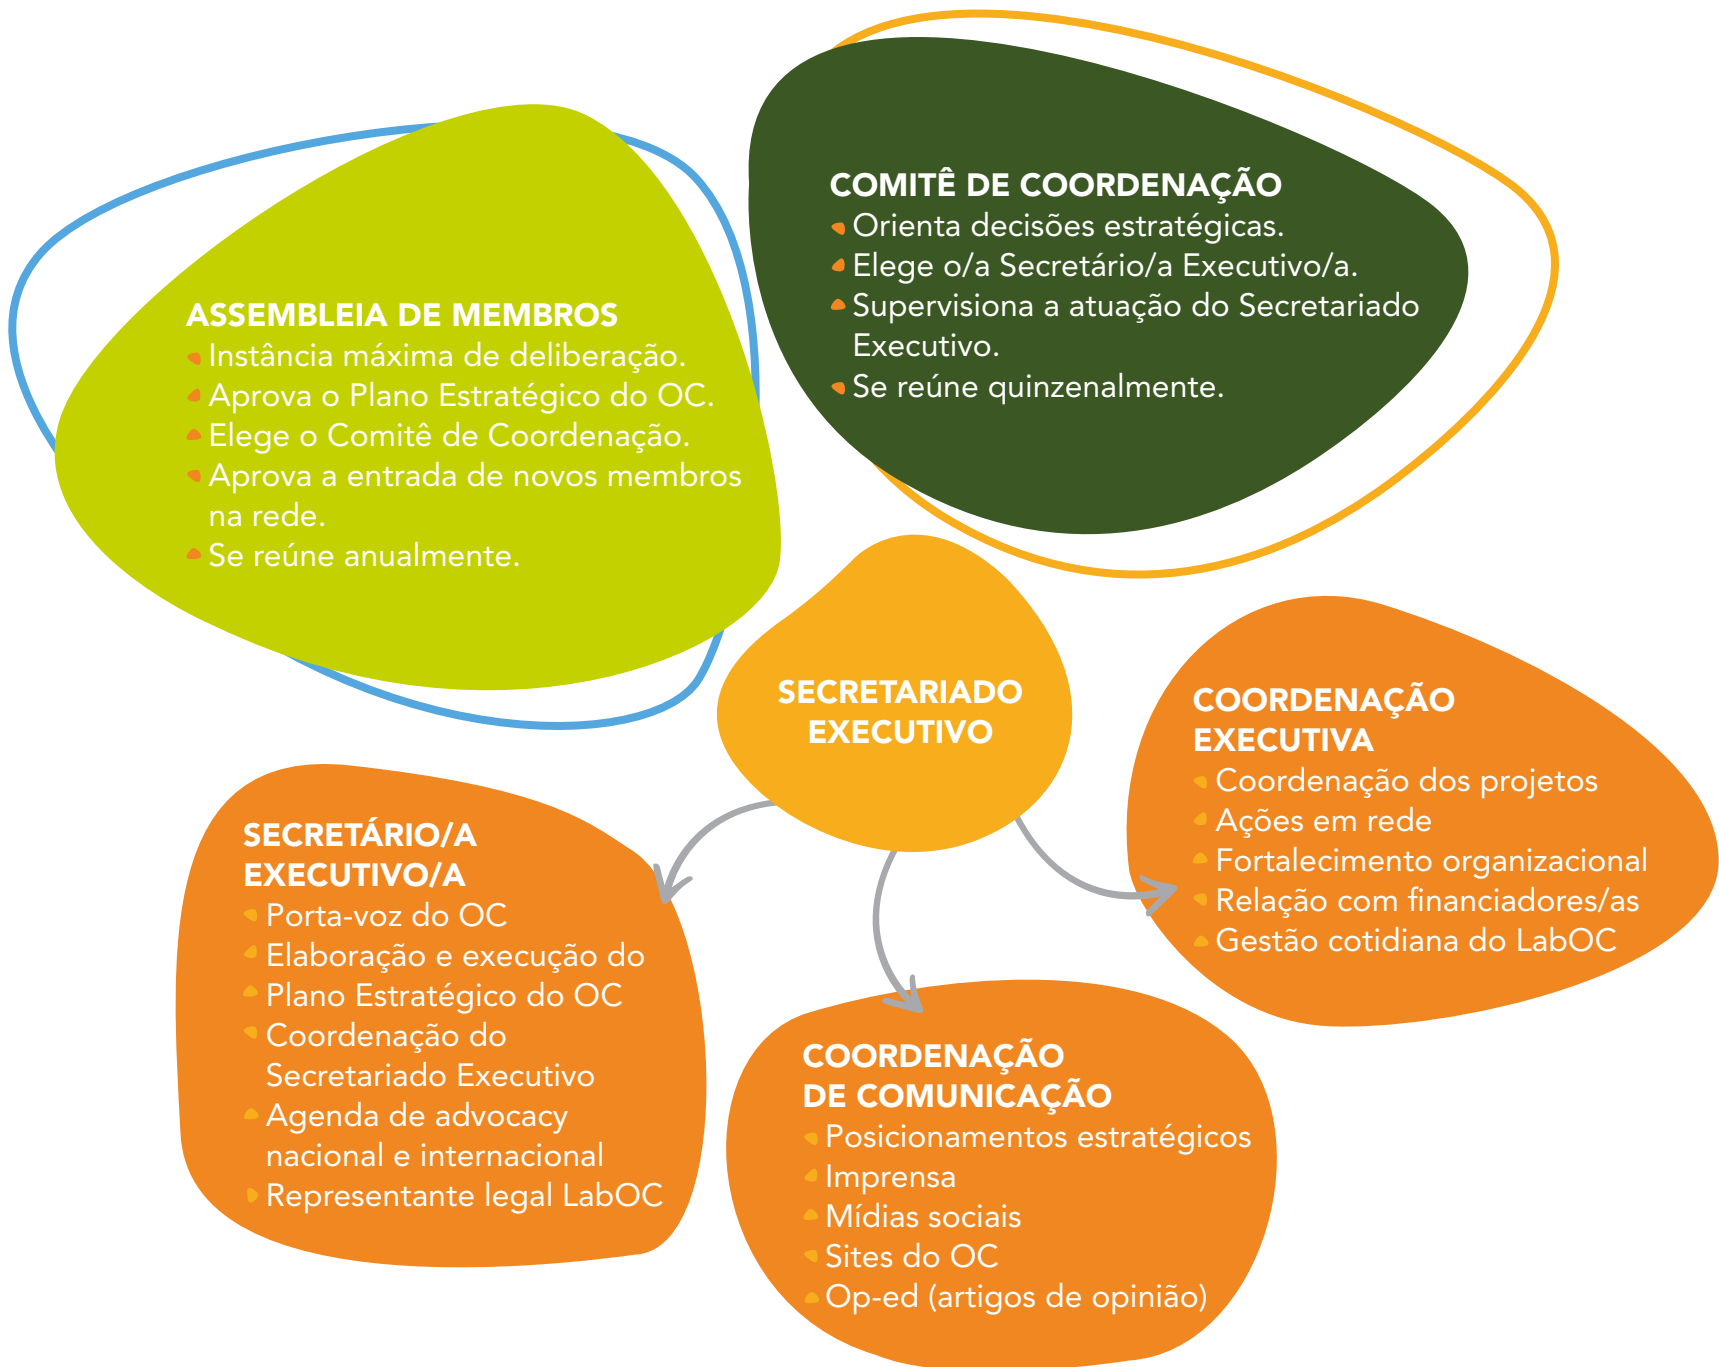 ASSEMBLEIA DE MEMBROS
Instância máxima de deliberação.
Aprova o Plano Estratégico do OC.
Elege o Comitê de Coordenação.
Aprova a entrada de novos membros
na rede.
Se reúne anualmente.
COMITÊ DE COORDENAÇÃO
Orienta decisões estratégicas.
Elege o/a Secretário/a Executivo/a.
Supervisiona a atuação do Secretariado
Executivo.
Se reúne quinzenalmente.
SECRETARIADO
EXECUTIVO
SECRETÁRIO/A
EXECUTIVO/A
Porta-voz do OC
Elaboração e execução do
Plano Estratégico do OC
Coordenação do
Secretariado Executivo
Agenda de advocacy
nacional e internacional
Representante legal LabOC
COORDENAÇÃO
DE COMUNICAÇÃO
Posicionamentos estratégicos
Imprensa
Mídias sociais
Sites do OC
Op-ed (artigos de opinião)
COORDENAÇÃO
EXECUTIVA
Coordenação dos projetos
Ações em rede
Fortalecimento organizacional
Relação com financiadores/as
Gestão cotidiana do LabOC